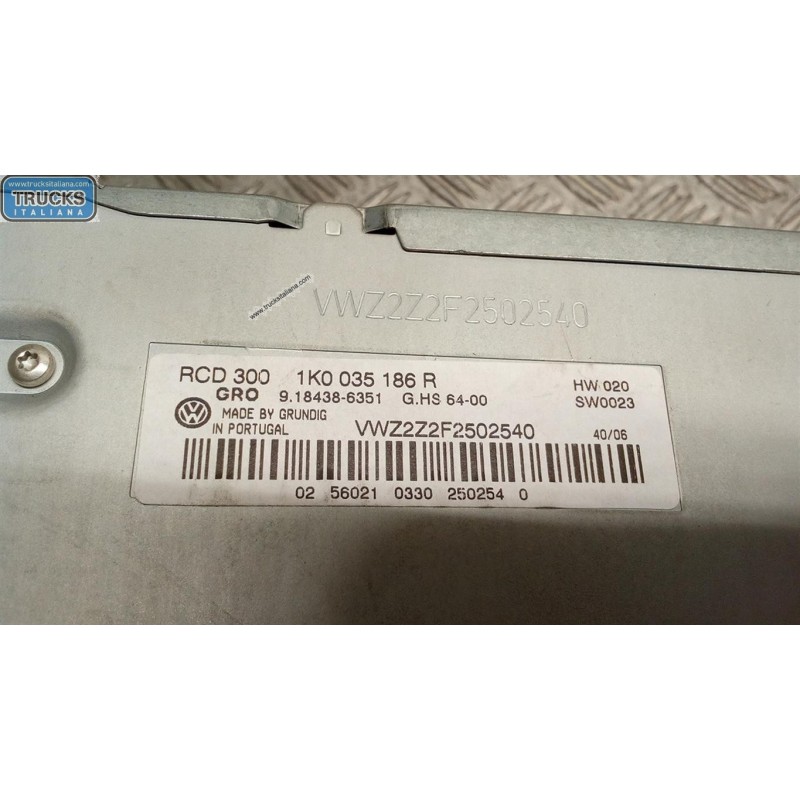 www.trucksitaliana.com
TRUCKS
ITALIANA
www.trucksitaliana.com
VWZ2Z2F2502540
RCD 300 1K0 035 186 R HW 020
GRO 9.18438-6351 G.HS 64-00 SW0023
MADE BY GRUNDIG
IN PORTUGAL VWZ2Z2F2502540 40/06
02 56021 0330 250254 0